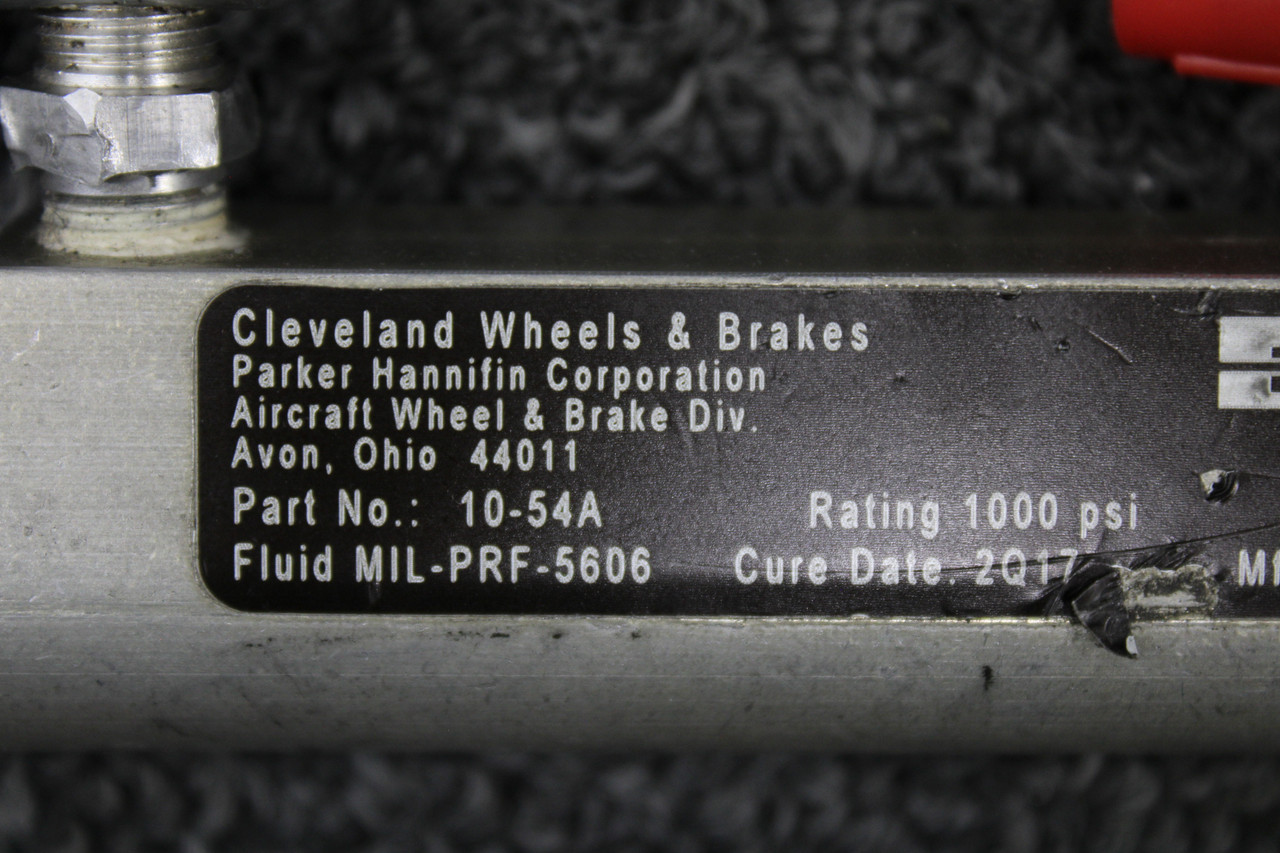 Cleveland Wheels & Brakes
Parker Hannifin Corporation
Aircraft Wheel & Brake Div.
Avon, Ohio 44011
Part No.: 10-54A Rating 1000 psi
Fluid MIL-PRF-5606 Cure Date. 2Q17